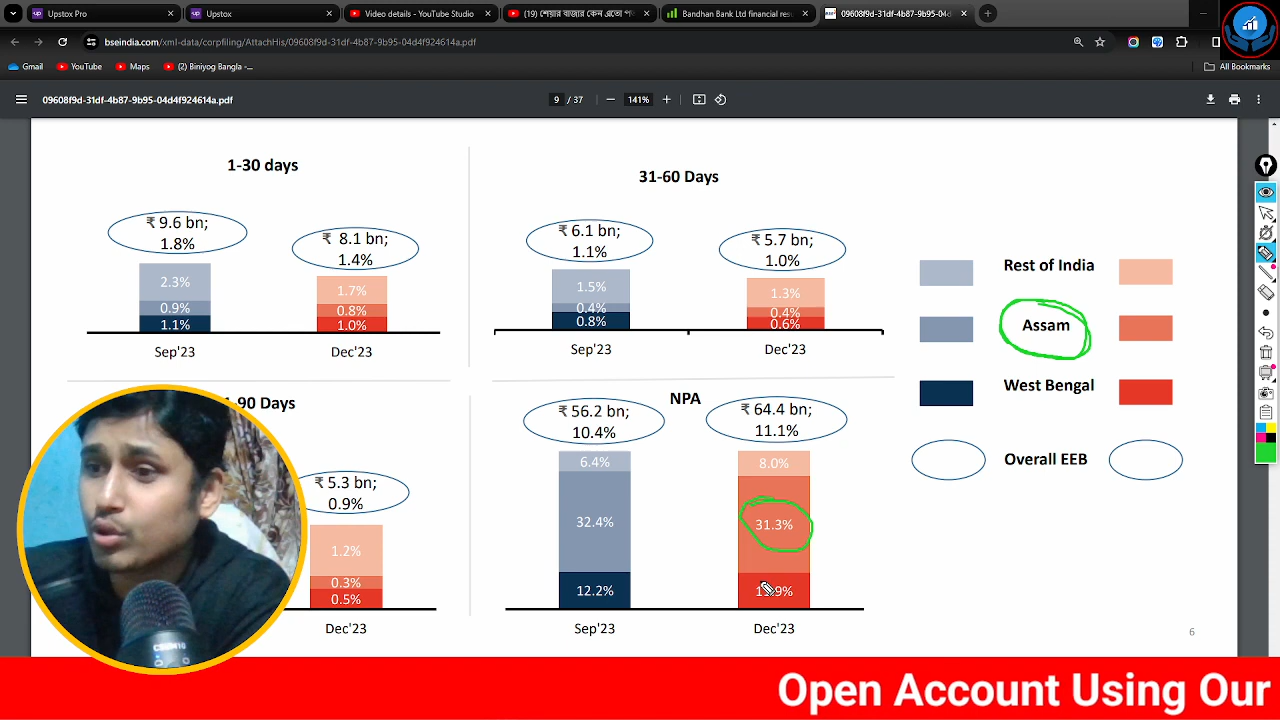 Upstox Pro
Upstox
Video details - YouTube Studio
(19) শেয়ার বাজার কেন এতো
Bandhan Bank Ltd financial resu
09608f9d-31df-4b87-9b95-04d4
bseindia.com/xml-data/corpfiling/AttachHis/09608f9d-31df-4b87-9b95-04d4f924614a.pdf
Gmail
YouTube
Maps
(2) Biniyog Bangla -...
All Bookmarks
09608f9d-31df-4b87-9b95-04d4f924614a.pdf
9 / 37
141%
1-30 days
₹ 9.6 bn;
1.8%
₹ 8.1 bn;
1.4%
2.3%
0.9%
1.1%
1.7%
0.8%
1.0%
Sep'23
Dec'23
31-60 Days
₹ 6.1 bn;
1.1%
₹ 5.7 bn;
1.0%
1.5%
0.4%
0.8%
1.3%
0.4%
0.6%
Sep'23
Dec'23
Rest of India
Assam
West Bengal
Overall EEB
-90 Days
₹ 5.3 bn;
0.9%
1.2%
0.3%
0.5%
Dec'23
NPA
₹ 56.2 bn;
10.4%
₹ 64.4 bn;
11.1%
6.4%
32.4%
12.2%
8.0%
31.3%
Sep'23
Dec'23
6
Open Account Using Our